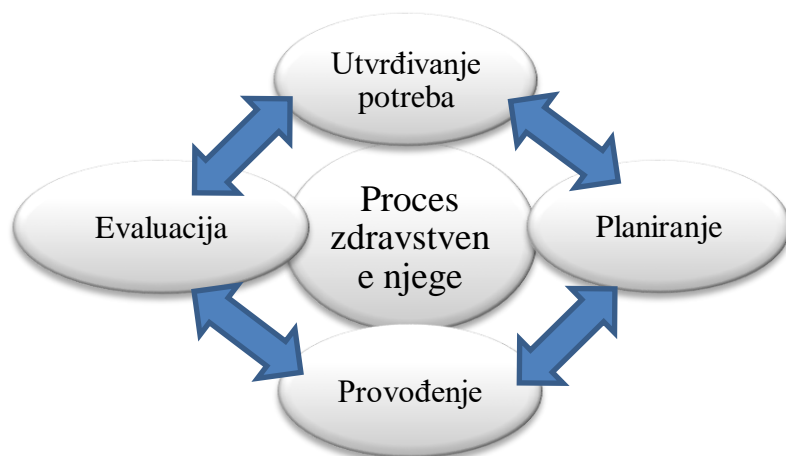 Utvrđivanje
potreba
Evaluacija
Proces
zdravstven
e njege
Planiranje
Provođenje